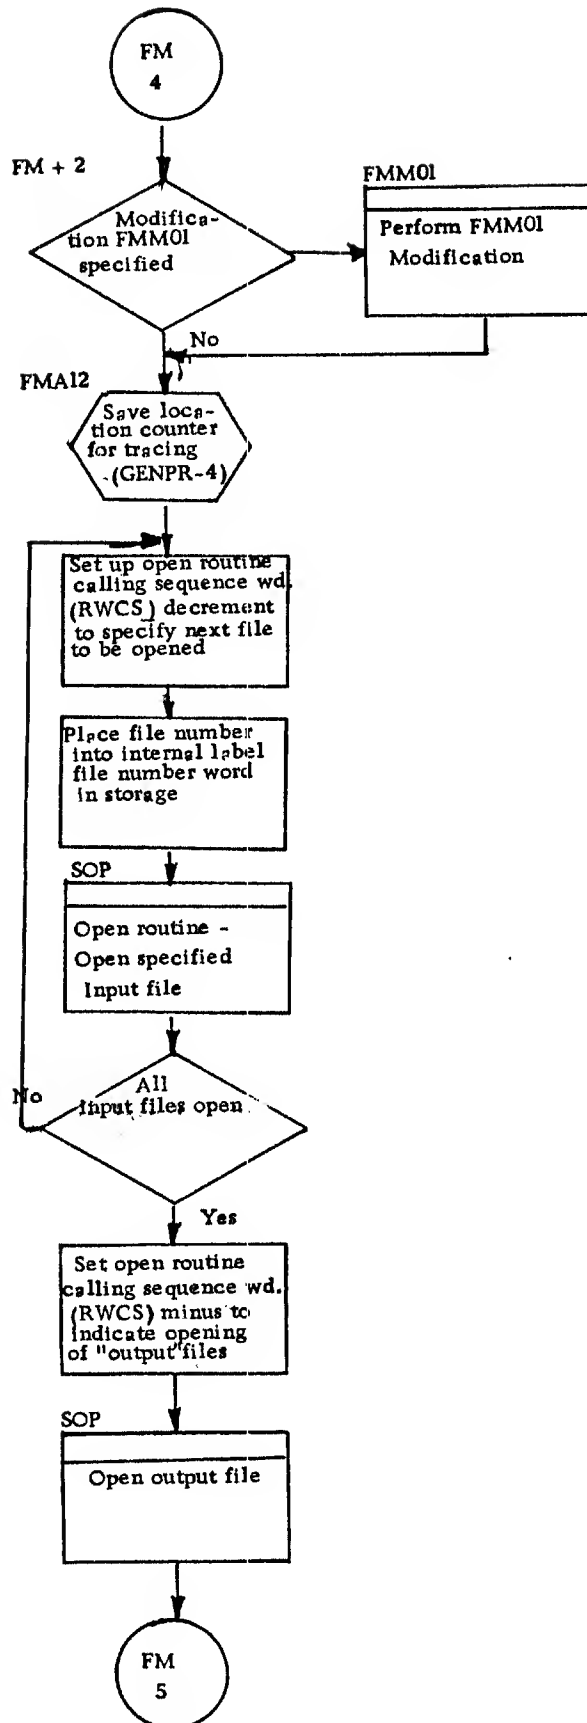 FM
4
FM + 2
Modifica-
tion FMM01
specified
FMM01
Perform FMM01
Modification
No
FMA12
Save loca-
tion counter
for tracing
(GENPR-4)
Set up open routine
calling sequence wd.
(RWCS) decrement
to specify next file
to be opened
Place file number
into internal label
file number word
in storage
SOP
Open routine -
Open specified
Input file
All
Input files open
No
Yes
Set open routine
calling sequence wd.
(RWCS) minus to
indicate opening
of "output" files
SOP
Open output file
FM
5